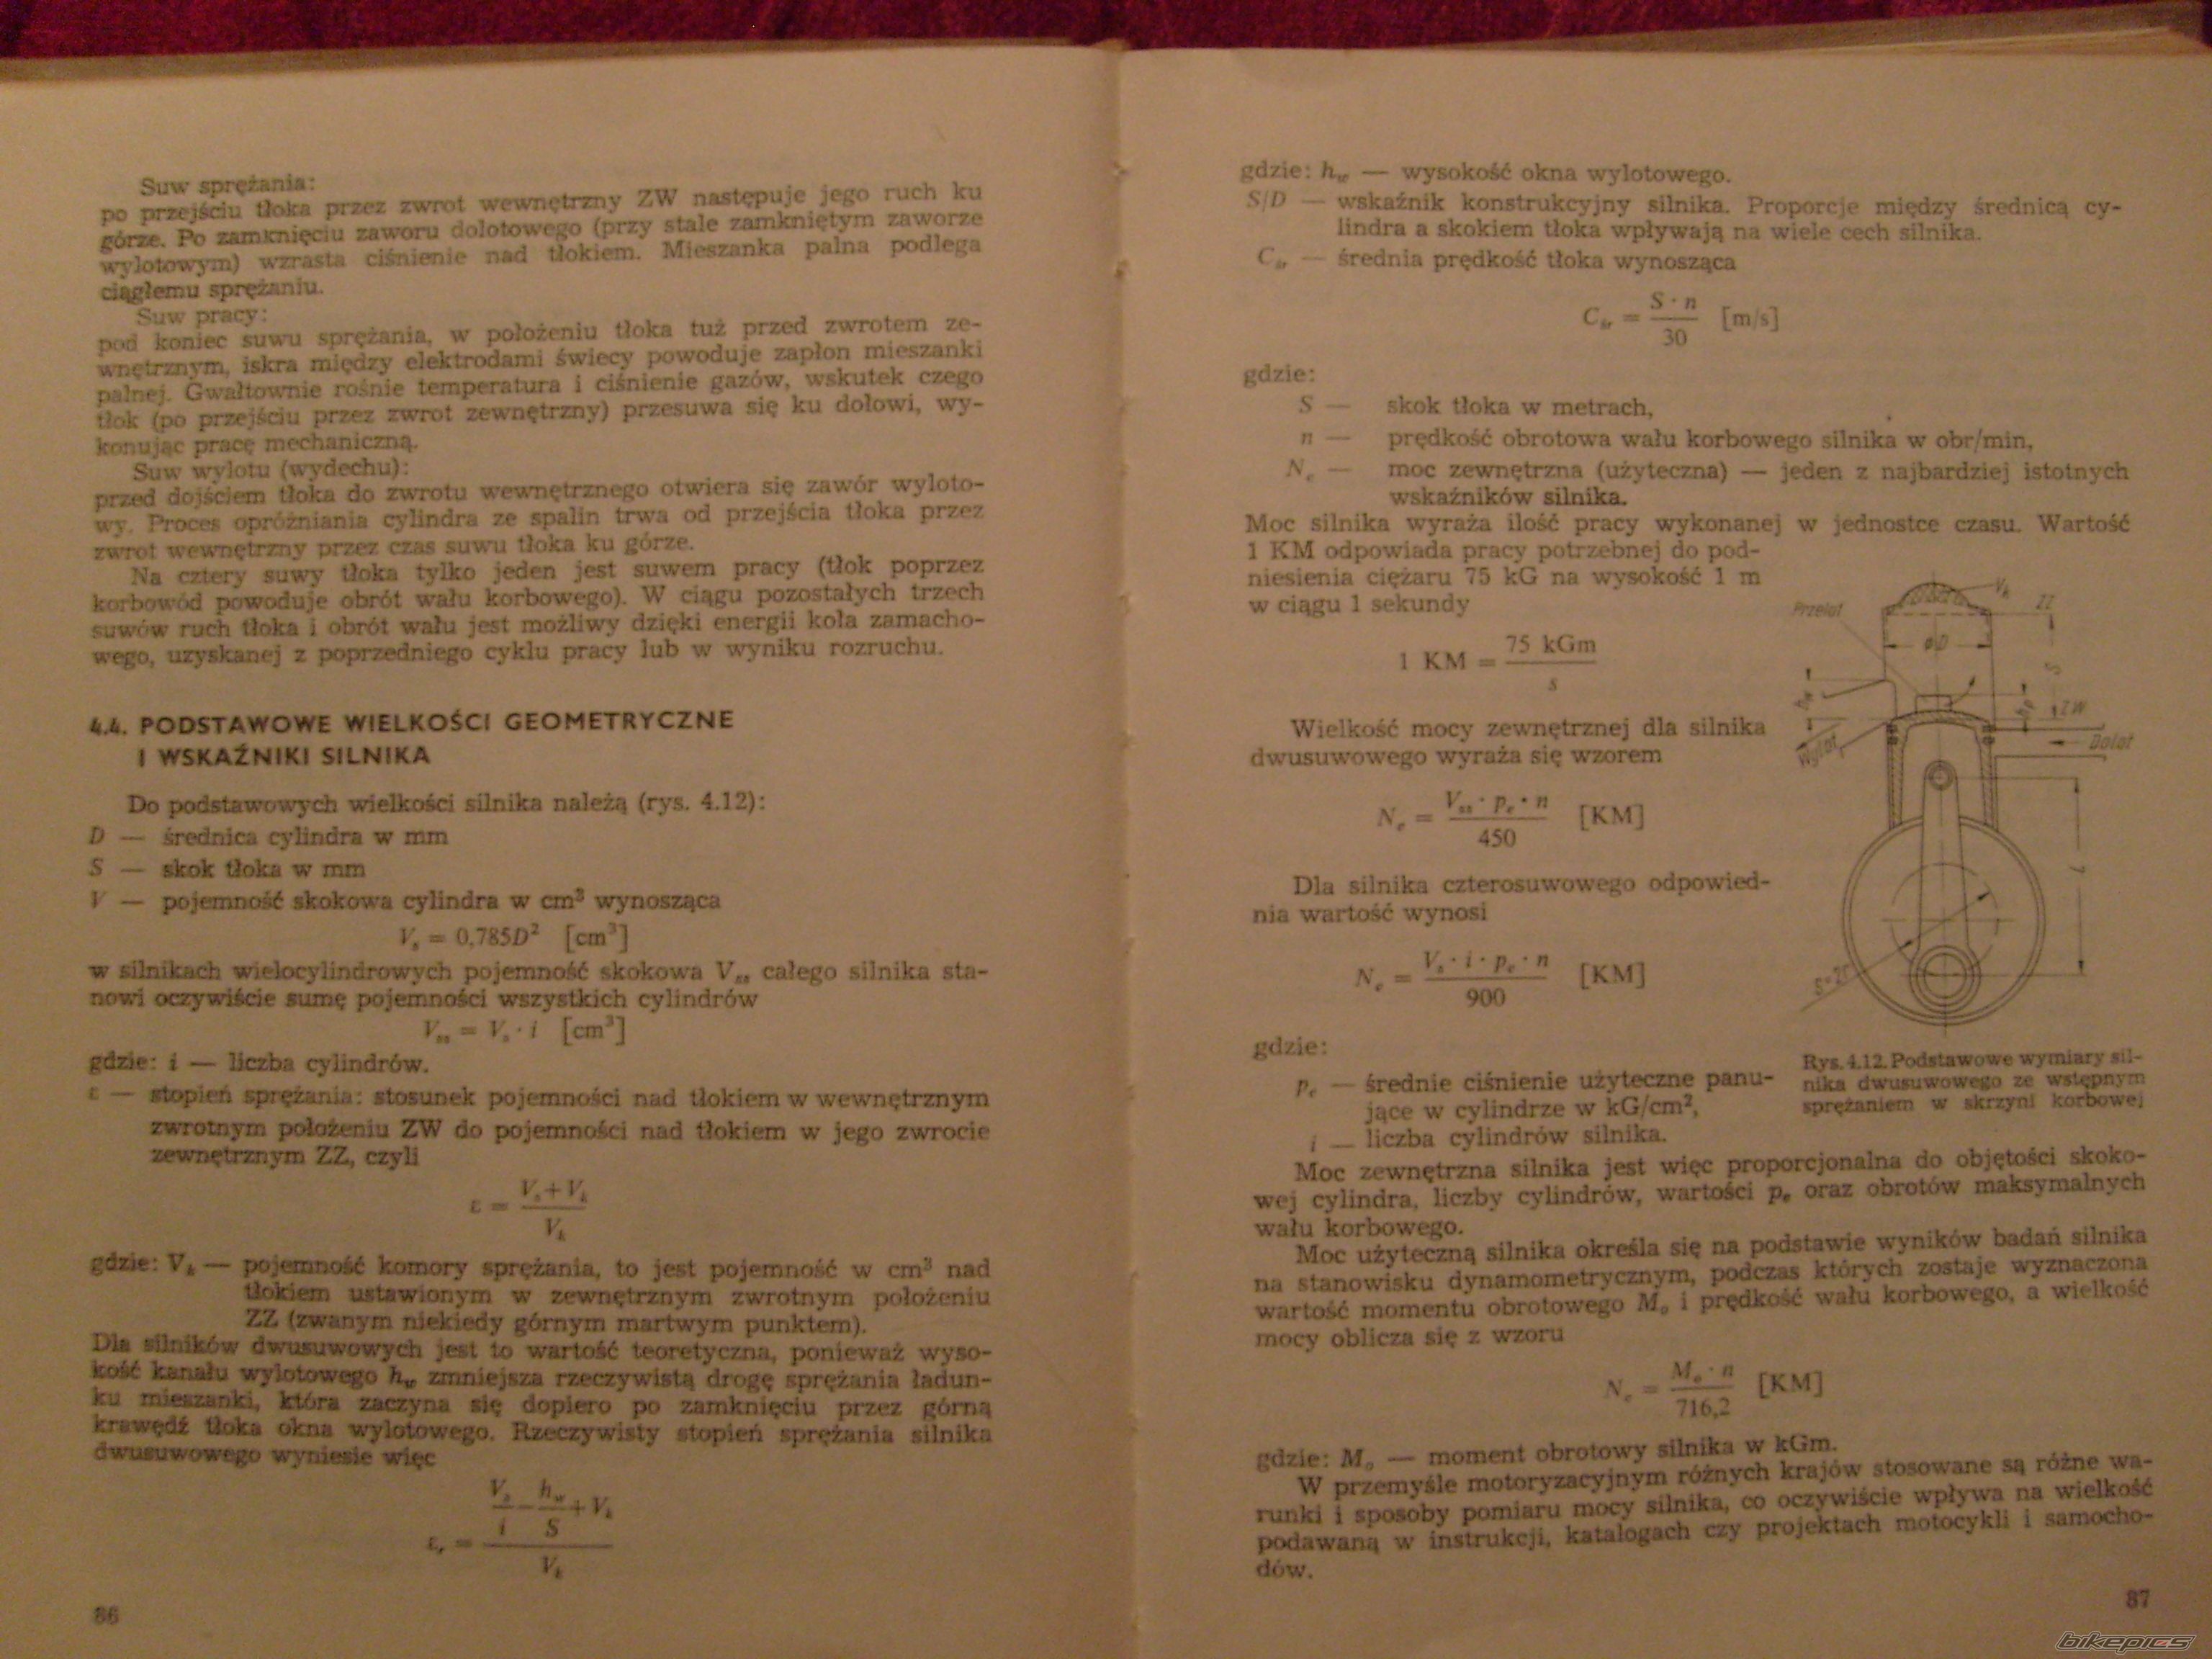 Suw sprężania:
po przejściu tłoka przez zwrot wewnętrzny ZW następuje jego ruch ku
górze. Po zamknięciu zaworu dolotowego (przy stale zamkniętym zaworze
wylotowym) wzrasta ciśnienie nad tłokiem. Mieszanka palna podlega
ciągłemu sprężaniu.
Suw pracy:
pod koniec suwu sprężania, w położeniu tłoka tuż przed zwrotem ze-
wnętrznym, iskra między elektrodami świecy powoduje zapłon mieszanki
palnej. Gwałtownie rośnie temperatura i ciśnienie gazów, wskutek czego
tłok (po przejściu przez zwrot zewnętrzny) przesuwa się ku dołowi, wy-
konując pracę mechaniczną.
Suw wylotu (wydechu):
przed dojściem tłoka do zwrotu wewnętrznego otwiera się zawór wyloto-
wy. Proces opróżniania cylindra ze spalin trwa od przejścia tłoka przez
zwrot wewnętrzny przez czas suwu tłoka ku górze.
Na cztery suwy tłoka tylko jeden jest suwem pracy (tłok poprzez
korbowód powoduje obrót wału korbowego). W ciągu pozostałych trzech
suwów ruch tłoka i obrót wału jest możliwy dzięki energii koła zamacho-
wego, uzyskanej z poprzedniego cyklu pracy lub w wyniku rozruchu.
4.4. PODSTAWOWE WIELKOŚCI GEOMETRYCZNE
I WSKAŹNIKI SILNIKA
Do podstawowych wielkości silnika należą (rys. 4.12):
D — średnica cylindra w mm
S — skok tłoka w mm
V — pojemność skokowa cylindra w cm³ wynosząca
V_s = 0,785D² [cm³]
w silnikach wielocylindrowych pojemność skokowa V_ss całego silnika sta-
nowi oczywiście sumę pojemności wszystkich cylindrów
V_ss = V_s · i [cm³]
gdzie: i — liczba cylindrów.
ε — stopień sprężania: stosunek pojemności nad tłokiem w wewnętrznym
zwrotnym położeniu ZW do pojemności nad tłokiem w jego zwrocie
zewnętrznym ZZ, czyli
ε = (V_s + V_k) / V_k
gdzie: V_k — pojemność komory sprężania, to jest pojemność w cm³ nad
tłokiem ustawionym w zewnętrznym zwrotnym położeniu
ZZ (zwanym niekiedy górnym martwym punktem).
Dla silników dwusuwowych jest to wartość teoretyczna, ponieważ wyso-
kość kanału wylotowego h_w zmniejsza rzeczywistą drogę sprężania ładun-
ku mieszanki, która zaczyna się dopiero po zamknięciu przez górną
krawędź tłoka okna wylotowego. Rzeczywisty stopień sprężania silnika
dwusuwowego wyniesie więc
V_s/1 − h_w/S + V_k
ε_r = ———
V_k
86
gdzie: h_w — wysokość okna wylotowego.
S/D — wskaźnik konstrukcyjny silnika. Proporcje między średnicą cy-
lindra a skokiem tłoka wpływają na wiele cech silnika.
C_śr — średnia prędkość tłoka wynosząca
C_śr = S · n / 30 [m/s]
gdzie:
S — skok tłoka w metrach,
n — prędkość obrotowa wału korbowego silnika w obr/min,
N_e — moc zewnętrzna (użyteczna) — jeden z najbardziej istotnych
wskaźników silnika.
Moc silnika wyraża ilość pracy wykonanej w jednostce czasu. Wartość
1 KM odpowiada pracy potrzebnej do pod-
niesienia ciężaru 75 kG na wysokość 1 m
w ciągu 1 sekundy
1 KM = 75 kGm / s
Wielkość mocy zewnętrznej dla silnika
dwusuwowego wyraża się wzorem
N_e = V_ss · p_e · n / 450 [KM]
Dla silnika czterosuwowego odpowied-
nia wartość wynosi
N_e = V_s · i · p_e · n / 900 [KM]
gdzie:
p_e — średnie ciśnienie użyteczne panu-
jące w cylindrze w kG/cm²,
i — liczba cylindrów silnika.
Przelot
V_k
ZZ
øD
S
ZW
Wylot
Dolot
S=2r
Rys. 4.12. Podstawowe wymiary sil-
nika dwusuwowego ze wstępnym
sprężaniem w skrzyni korbowej
Moc zewnętrzna silnika jest więc proporcjonalna do objętości skoko-
wej cylindra, liczby cylindrów, wartości p_e oraz obrotów maksymalnych
wału korbowego.
Moc użyteczną silnika określa się na podstawie wyników badań silnika
na stanowisku dynamometrycznym, podczas których zostaje wyznaczona
wartość momentu obrotowego M_o i prędkość wału korbowego, a wielkość
mocy oblicza się z wzoru
N_e = M_o · n / 716,2 [KM]
gdzie: M_o — moment obrotowy silnika w kGm.
W przemyśle motoryzacyjnym różnych krajów stosowane są różne wa-
runki i sposoby pomiaru mocy silnika, co oczywiście wpływa na wielkość
podawaną w instrukcji, katalogach czy projektach motocykli i samocho-
dów.
87
bikepics